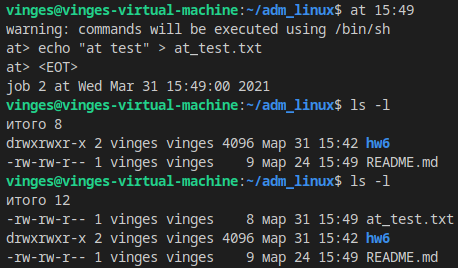 vinges@vinges-virtual-machine:~/adm_linux$ at 15:49
warning: commands will be executed using /bin/sh
at> echo "at test" > at_test.txt
at> <EOT>
job 2 at Wed Mar 31 15:49:00 2021
vinges@vinges-virtual-machine:~/adm_linux$ ls -l
итого 8
drwxrwxr-x 2 vinges vinges 4096 мар 31 15:42 hw6
-rw-rw-r-- 1 vinges vinges    9 мар 24 15:49 README.md
vinges@vinges-virtual-machine:~/adm_linux$ ls -l
итого 12
-rw-rw-r-- 1 vinges vinges    8 мар 31 15:49 at_test.txt
drwxrwxr-x 2 vinges vinges 4096 мар 31 15:42 hw6
-rw-rw-r-- 1 vinges vinges    9 мар 24 15:49 README.md